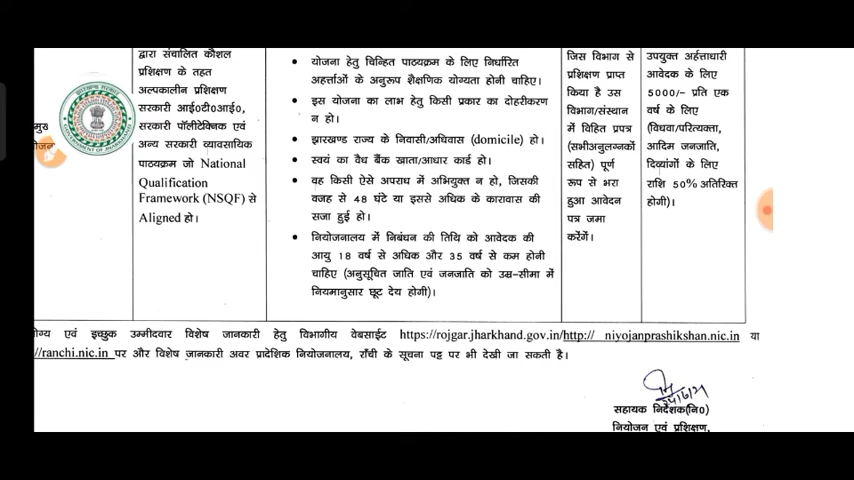 द्वारा संचालित कौशल
प्रशिक्षण के तहत
अल्पकालीन प्रशिक्षण
सरकारी आई०टी०आई०,
सरकारी पॉलीटेक्निक एवं
अन्य सरकारी व्यावसायिक
पाठ्यक्रम जो National
Qualification
Framework (NSQF) से
Aligned हो।
योजना हेतु चिन्हित पाठ्यक्रम के लिए निर्धारित
अहर्त्ताओं के अनुरूप शैक्षणिक योग्यता होनी चाहिए।
इस योजना का लाभ हेतु किसी प्रकार का दोहरीकरण
न हो।
झारखण्ड राज्य के निवासी/अधिवास (domicile) हो।
स्वयं का वैध बैंक खाता/आधार कार्ड हो।
वह किसी ऐसे अपराध में अभियुक्त न हो, जिसकी
वजह से 48 घंटे या इससे अधिक के कारावास की
सजा हुई हो।
नियोजनालय में निबंधन की तिथि को आवेदक की
आयु 18 वर्ष से अधिक और 35 वर्ष से कम होनी
चाहिए (अनुसूचित जाति एवं जनजाति को उम्र-सीमा में
नियमानुसार छूट देय होगी)।
जिस विभाग से
प्रशिक्षण प्राप्त
किया है उस
विभाग/संस्थान
में विहित प्रपत्र
(सभीअनुलग्नकों
सहित) पूर्ण
रूप से भरा
हुआ आवेदन
पत्र जमा
करेंगे।
उपयुक्त अर्हत्ताधारी
आवेदक के लिए
5000/- प्रति एक
वर्ष के लिए
(विधवा/परित्यक्ता,
आदिम जनजाति,
दिव्यांगों के लिए
राशि 50% अतिरिक्त
होगी)।
एवं इच्छुक उम्मीदवार विशेष जानकारी हेतु विभागीय वेबसाईट https://rojgar.jharkhand.gov.in/http:// niyojanprashikshan.nic.in या
//ranchi.nic.in पर और विशेष जानकारी अवर प्रादेशिक नियोजनालय, राँची के सूचना पट्ट पर भी देखी जा सकती है।
सहायक निदेशक(नि०)
नियोजन एवं प्रशिक्षण,